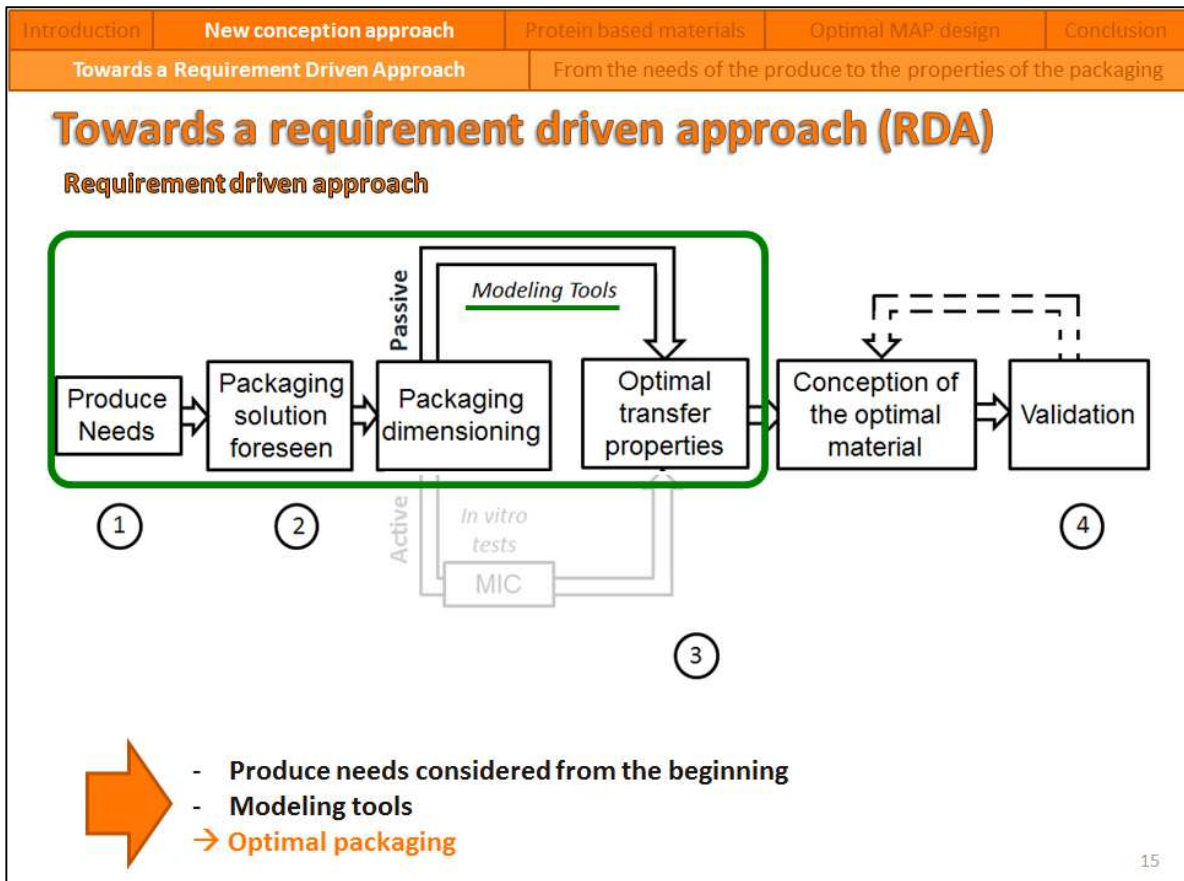 Introduction
New conception approach
Protein based materials
Optimal MAP design
Conclusion
Towards a Requirement Driven Approach
From the needs of the produce to the properties of the packaging
Towards a requirement driven approach (RDA)
Requirement driven approach
Passive
Modeling Tools
Produce
Needs
Packaging
solution
foreseen
Packaging
dimensioning
Optimal
transfer
properties
Conception of
the optimal
material
Validation
1
2
Active
In vitro
tests
MIC
4
3
- Produce needs considered from the beginning
- Modeling tools
→ Optimal packaging
15